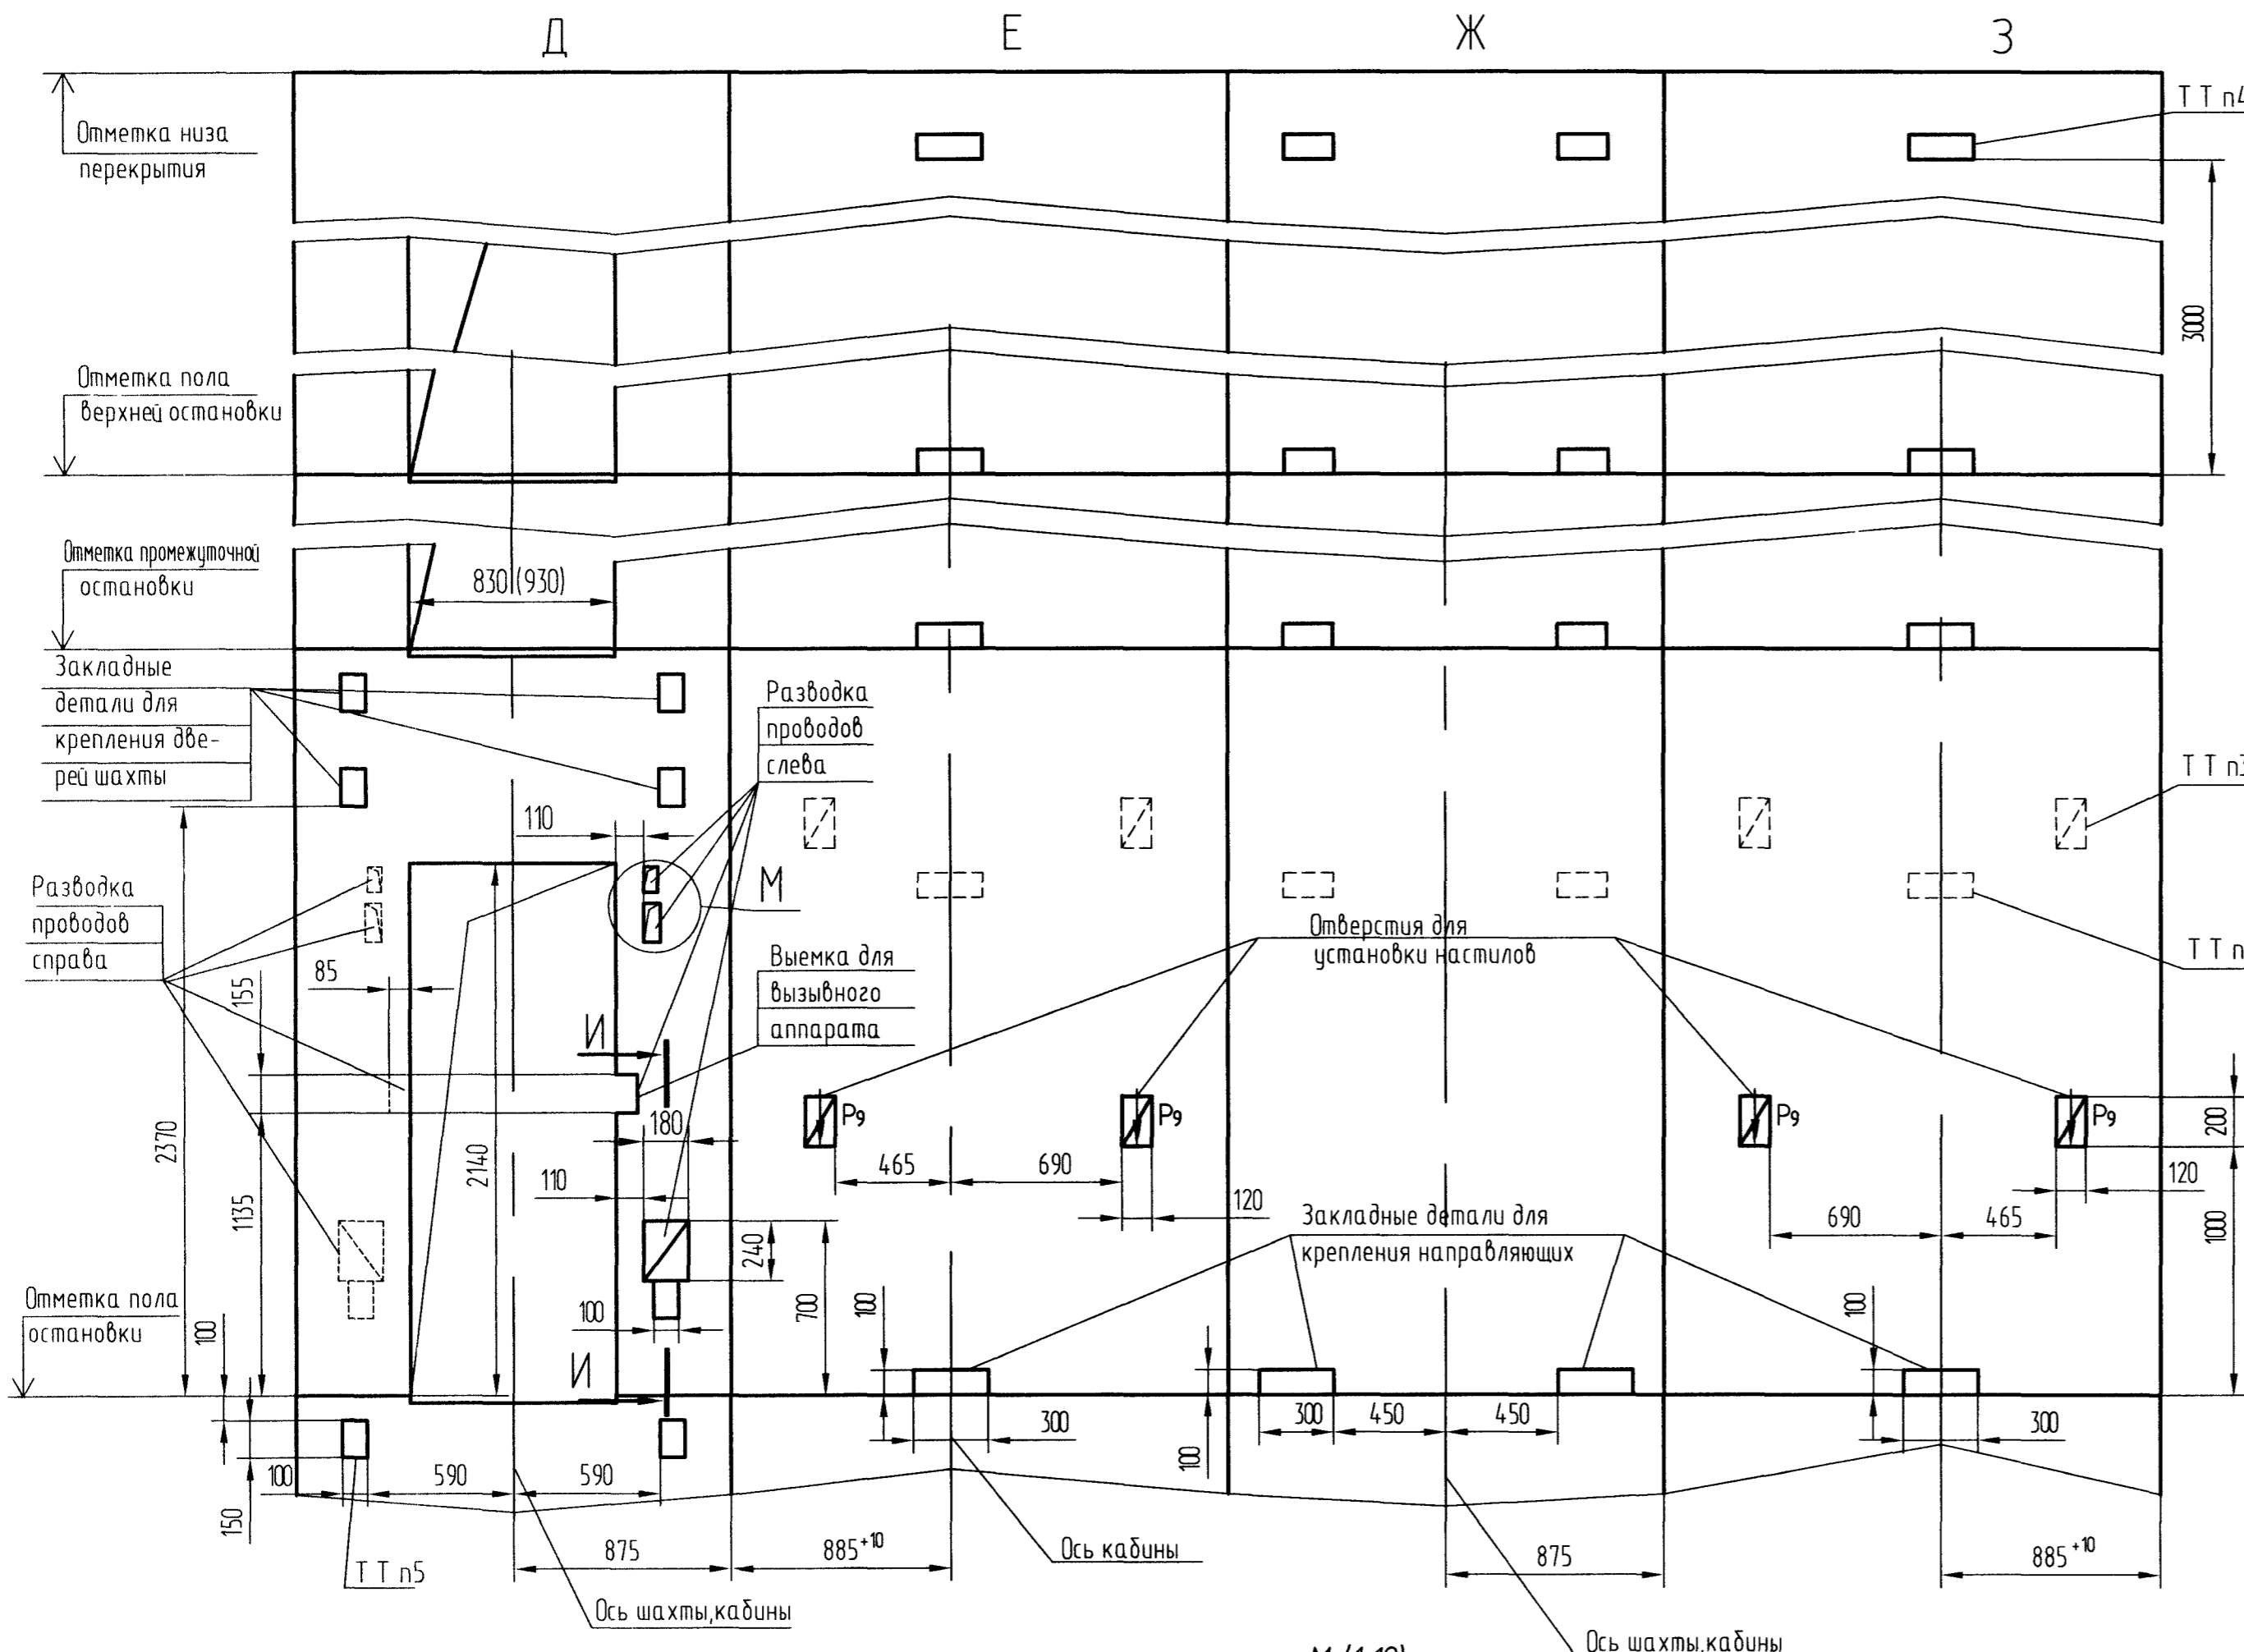 Д
Е
Ж
З
Т Т п4
Отметка низа
перекрытия
3000
Отметка пола
верхней остановки
Отметка промежуточной
остановки
830 (930)
Закладные
детали для
крепления две-
рей шахты
Разводка
проводов
слева
Т Т п3
110
М
Разводка
проводов
справа
Отверстия для
установки настилов
Т Т п
Выемка для
вызывного
аппарата
85
155
И
2370
1135
2140
180
110
Р9
Р9
Р9
Р9
465
690
120
690
465
120
200
1000
240
700
Закладные детали для
крепления направляющих
Отметка пола
остановки
100
100
И
100
100
100
300
300
450
450
100
300
100
590
590
150
Т Т п5
875
885+10
Ось кабины
875
885+10
Ось шахты,кабины
М (1:10)
Ось шахты,кабины